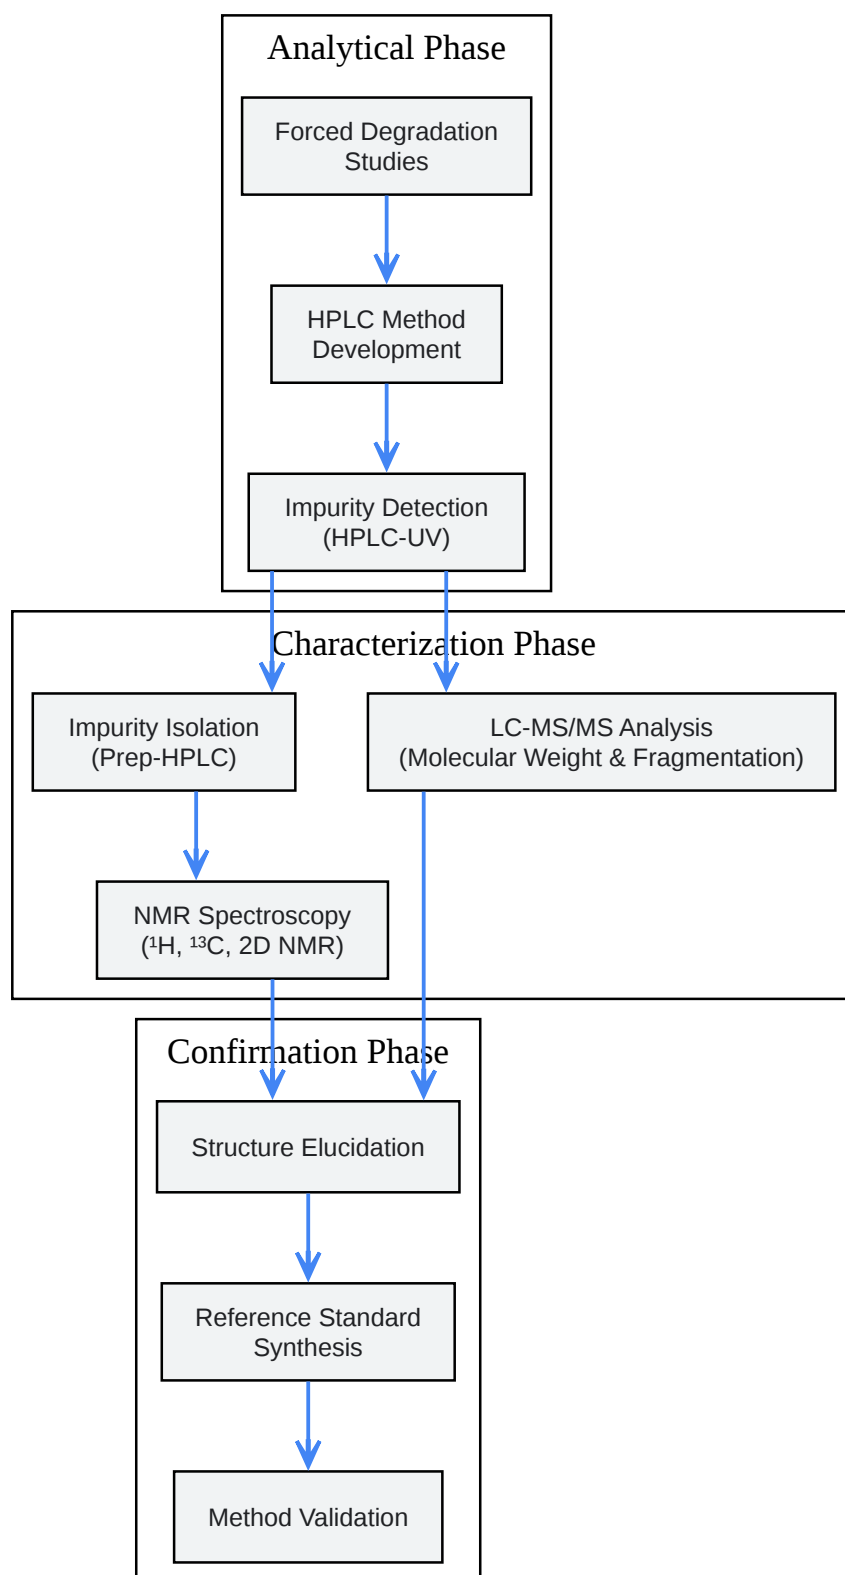 Analytical Phase
Forced Degradation
Studies
HPLC Method
Development
Impurity Detection
(HPLC-UV)
Characterization Phase
Impurity Isolation
(Prep-HPLC)
LC-MS/MS Analysis
(Molecular Weight & Fragmentation)
NMR Spectroscopy
(¹H, ¹³C, 2D NMR)
Confirmation Phase
Structure Elucidation
Reference Standard
Synthesis
Method Validation